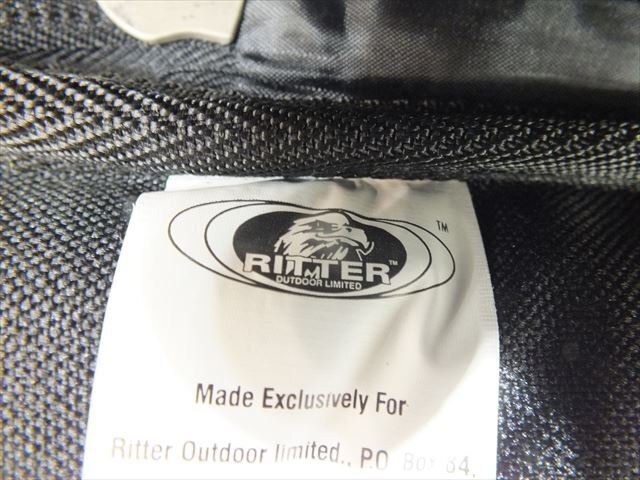 TM
RITTER TM
OUTDOOR LIMITED
Made Exclusively For
Ritter Outdoor limited., P.O. Box 64,